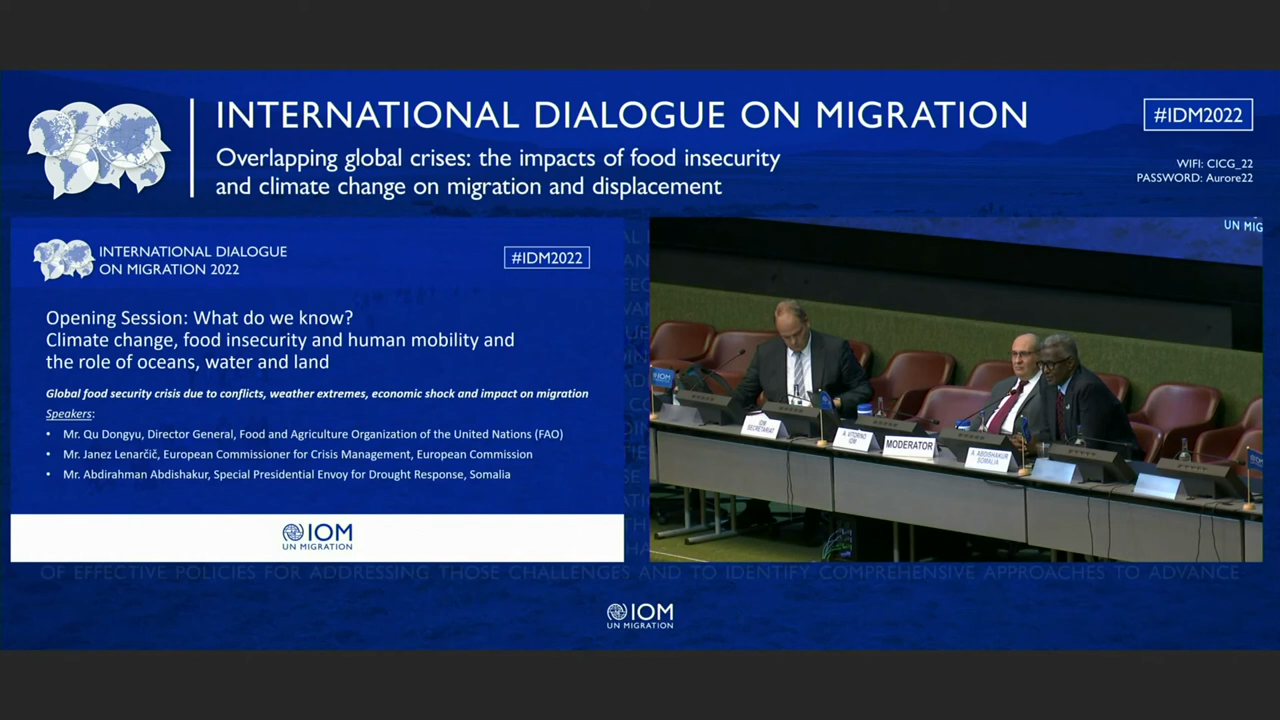 INTERNATIONAL DIALOGUE ON MIGRATION
Overlapping global crises: the impacts of food insecurity
and climate change on migration and displacement
#IDM2022
WIFI: CICG_22
PASSWORD: Aurore22
INTERNATIONAL DIALOGUE
ON MIGRATION 2022
#IDM2022
Opening Session: What do we know?
Climate change, food insecurity and human mobility and
the role of oceans, water and land
Global food security crisis due to conflicts, weather extremes, economic shock and impact on migration
Speakers:
• Mr. Qu Dongyu, Director General, Food and Agriculture Organization of the United Nations (FAO)
• Mr. Janez Lenarčič, European Commissioner for Crisis Management, European Commission
• Mr. Abdirahman Abdishakur, Special Presidential Envoy for Drought Response, Somalia
IOM
UN MIGRATION
UN MIG
IOM
IDM
SECRETARIAT
A. VITORINO
IOM
MODERATOR
A. ABDISHAKUR
SOMALIA
OF EFFECTIVE POLICIES FOR ADDRESSING THOSE CHALLENGES AND TO IDENTIFY COMPREHENSIVE APPROACHES TO ADVANCE
IOM
UN MIGRATION